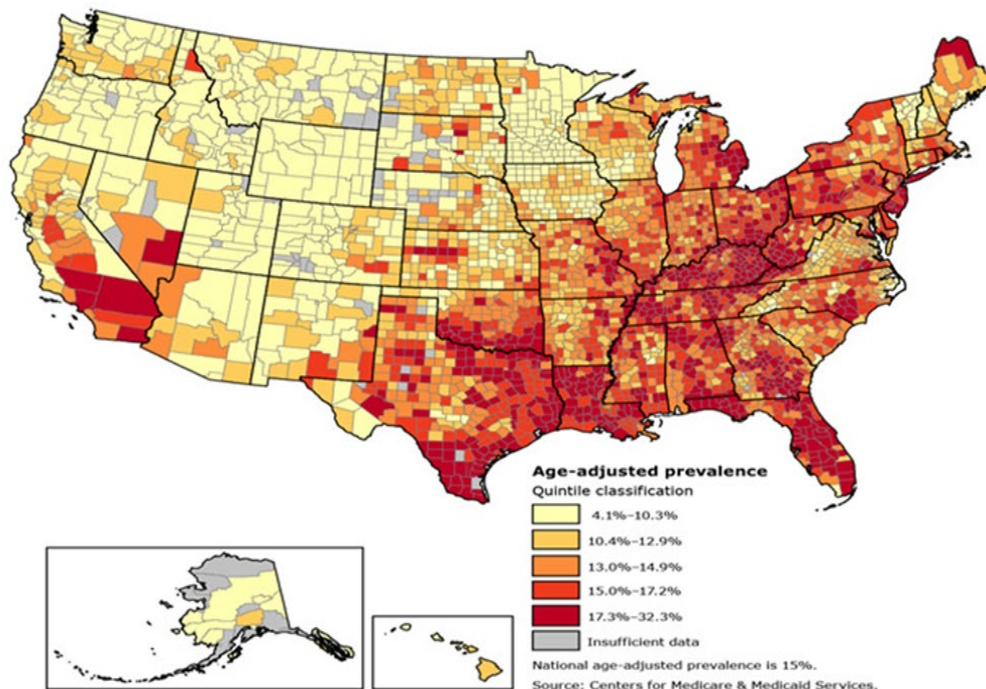 Age-adjusted prevalence
Quintile classification
4.1%–10.3%
10.4%–12.9%
13.0%–14.9%
15.0%–17.2%
17.3%–32.3%
Insufficient data
National age-adjusted prevalence is 15%.
Source: Centers for Medicare & Medicaid Services.